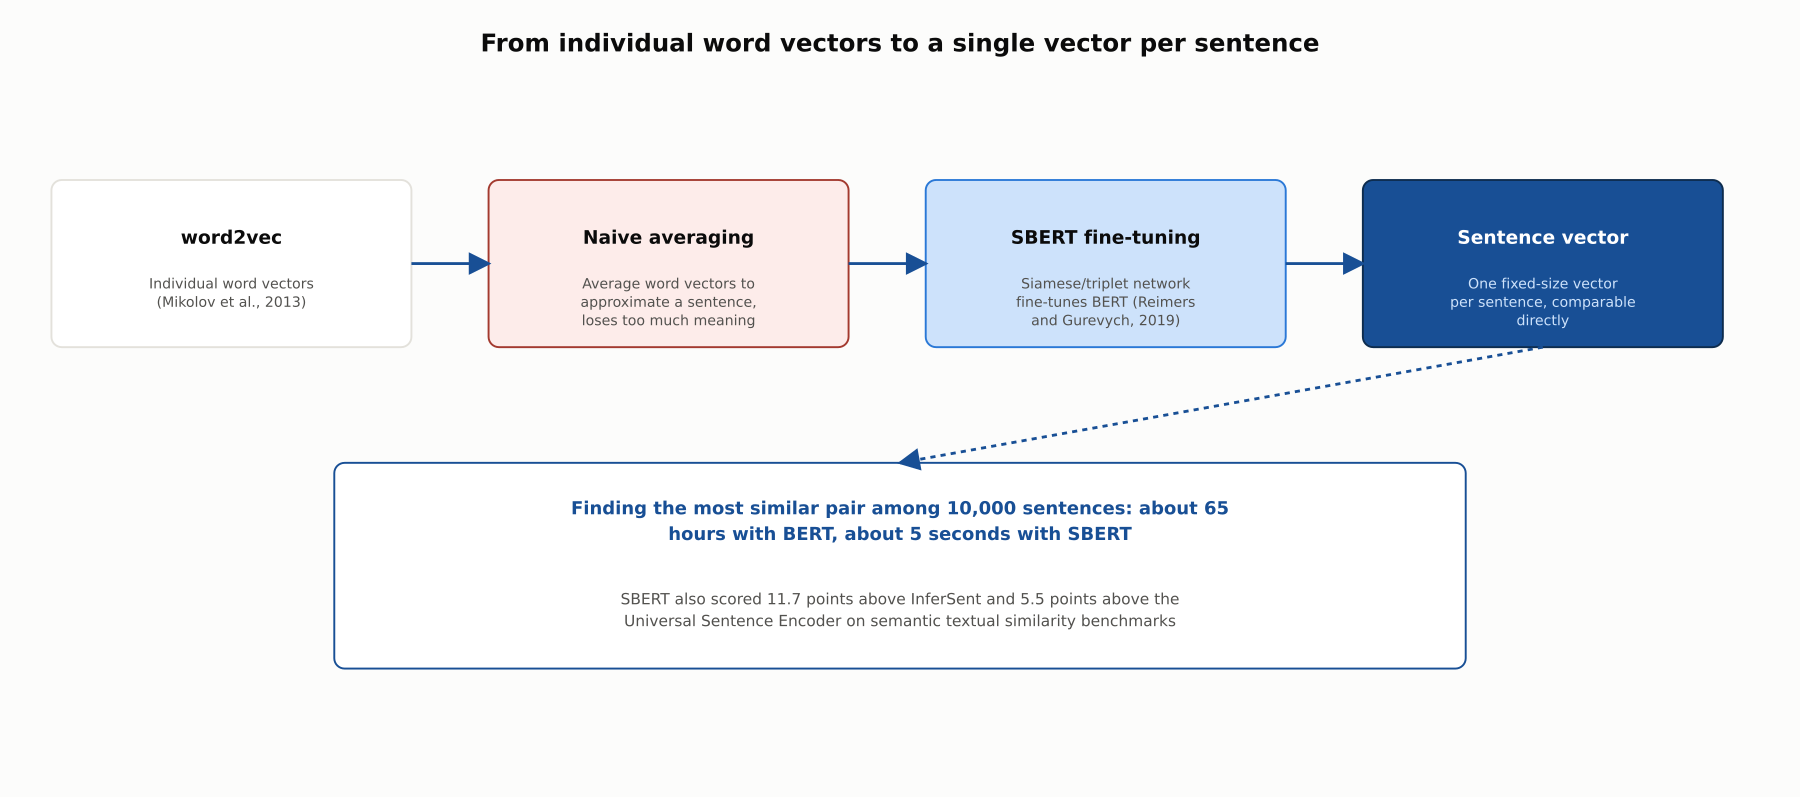 From individual word vectors to a single vector per sentence
word2vec
Individual word vectors
(Mikolov et al., 2013)
Naive averaging
Average word vectors to
approximate a sentence,
loses too much meaning
SBERT fine-tuning
Siamese/triplet network
fine-tunes BERT (Reimers
and Gurevych, 2019)
Sentence vector
One fixed-size vector
per sentence, comparable
directly
Finding the most similar pair among 10,000 sentences: about 65
hours with BERT, about 5 seconds with SBERT
SBERT also scored 11.7 points above InferSent and 5.5 points above the
Universal Sentence Encoder on semantic textual similarity benchmarks